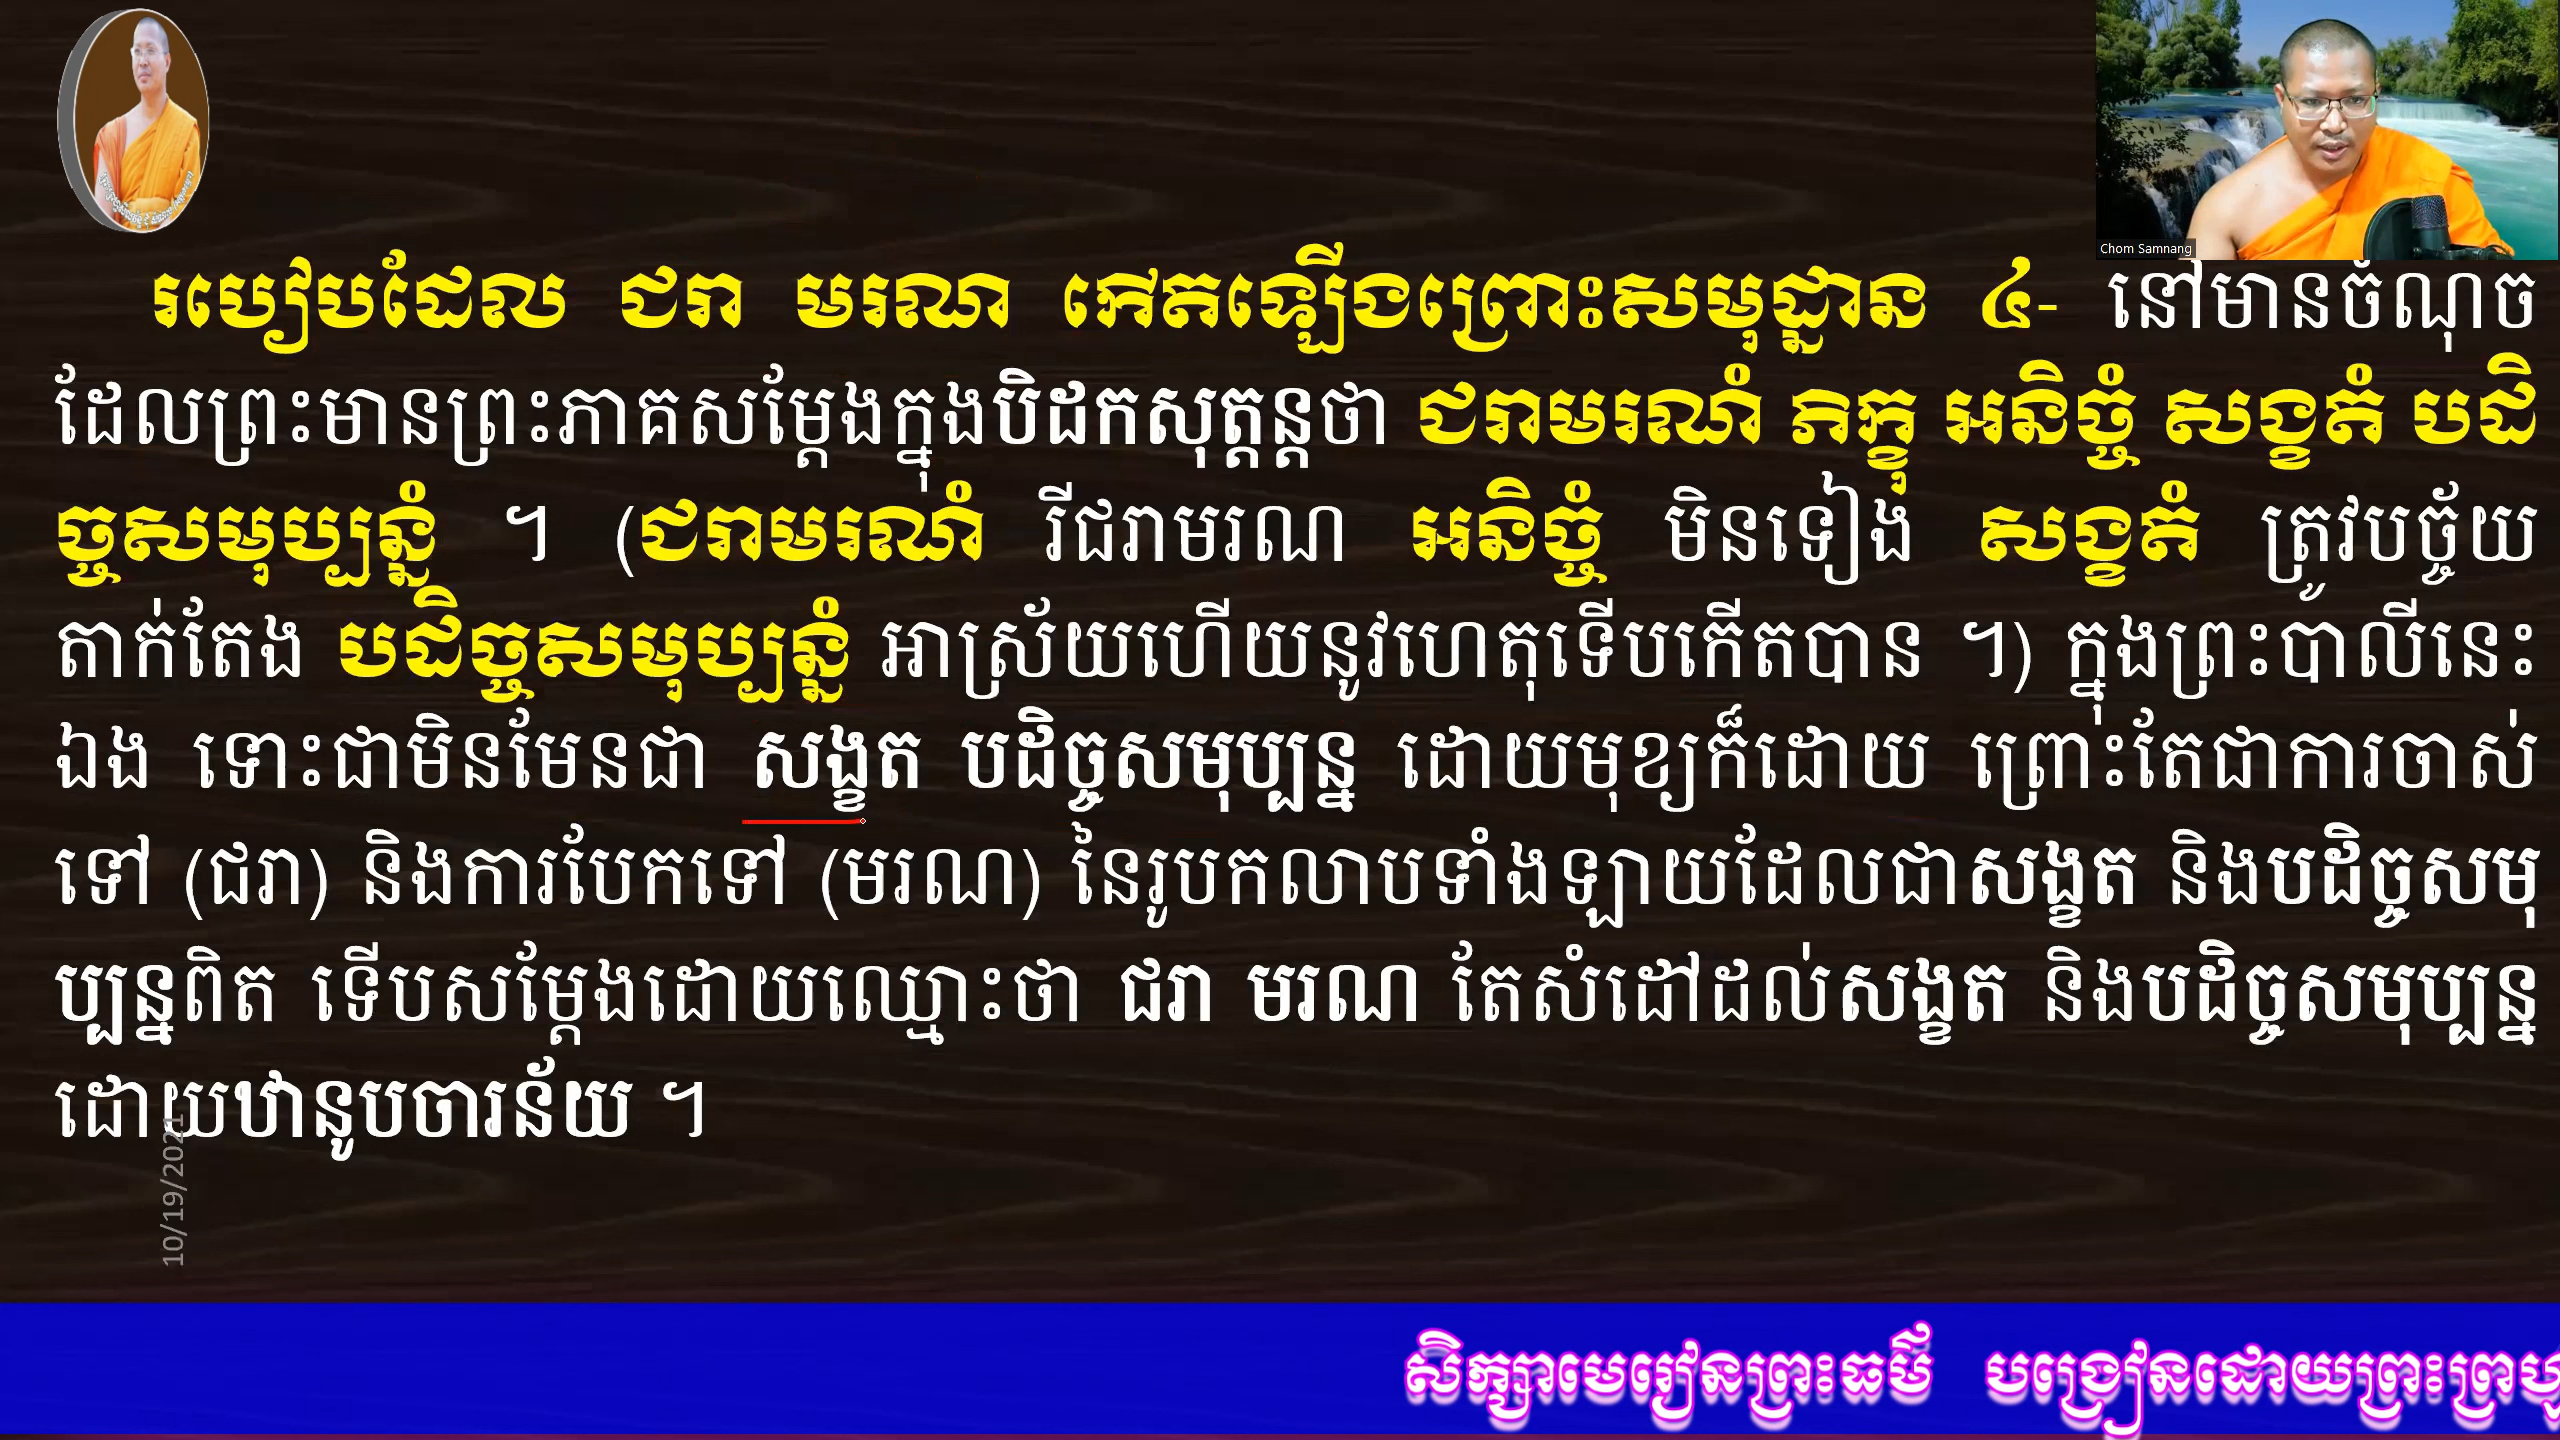 Chom Samnang
របៀបដែល ជរា មរណ កើតឡើងព្រោះសមុដ្ឋាន ៤- នៅមានចំណុច
ដែលព្រះមានព្រះភាគសម្ដែងក្នុងបិដកសុត្តន្តថា ជរាមរណំ ភិក្ខុ អនិច្ចំ សង្ខតំ បដិ
ច្ចសមុប្បន្នំ ។ (ជរាមរណំ រីជរាមរណ អនិច្ចំ មិនទៀង សង្ខតំ ត្រូវបច្ច័យ
តាក់តែង បដិច្ចសមុប្បន្នំ អាស្រ័យហើយនូវហេតុទើបកើតបាន ។) ក្នុងព្រះបាលីនេះ
ឯង ទោះជាមិនមែនជា សង្ខត បដិច្ចសមុប្បន្ន ដោយមុខ្យក៏ដោយ ព្រោះតែជាការចាស់
ទៅ (ជរា) និងការបែកទៅ (មរណ) នៃរូបកលាបទាំងឡាយដែលជាសង្ខត និងបដិច្ចសមុ
ប្បន្នពិត ទើបសម្ដែងដោយឈ្មោះថា ជរា មរណ តែសំដៅដល់សង្ខត និងបដិច្ចសមុប្បន្ន
ដោយឋានូបចារន័យ ។
10/19/2021
សិក្សាមេរៀនព្រះធម៌ បង្រៀនដោយព្រះព្រហ្ម